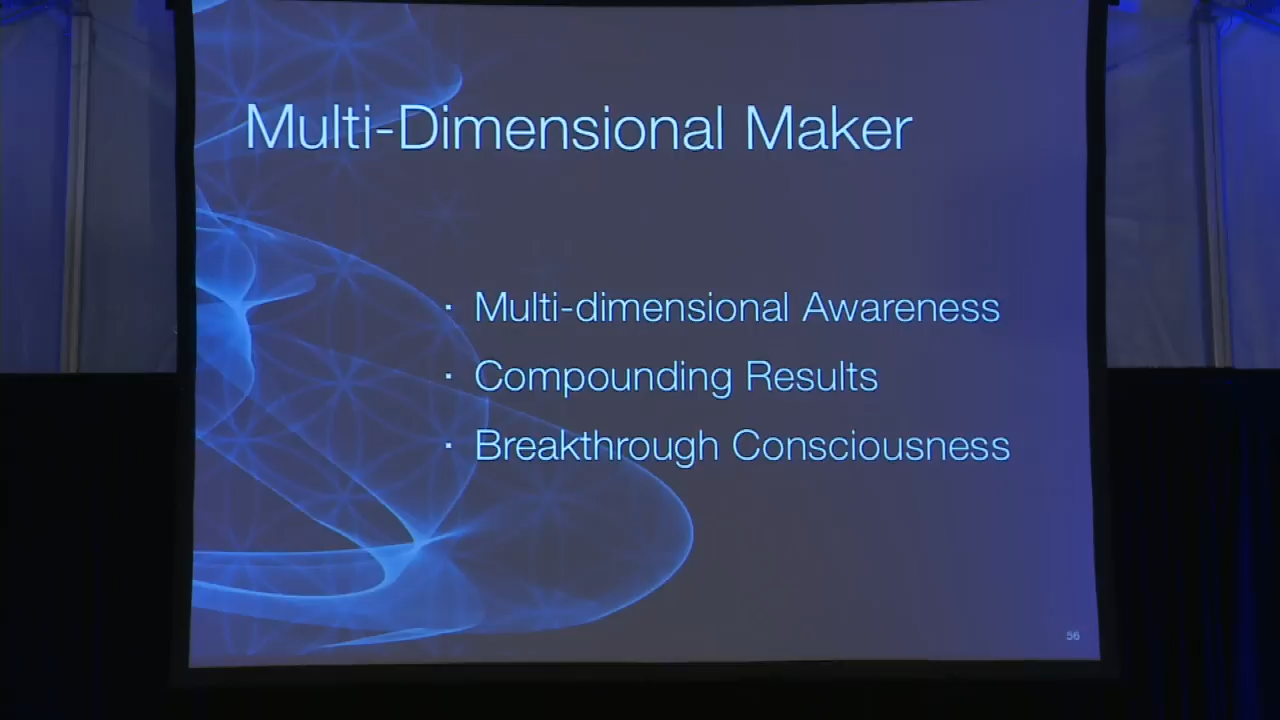 Multi-Dimensional Maker
· Multi-dimensional Awareness
· Compounding Results
· Breakthrough Consciousness
56